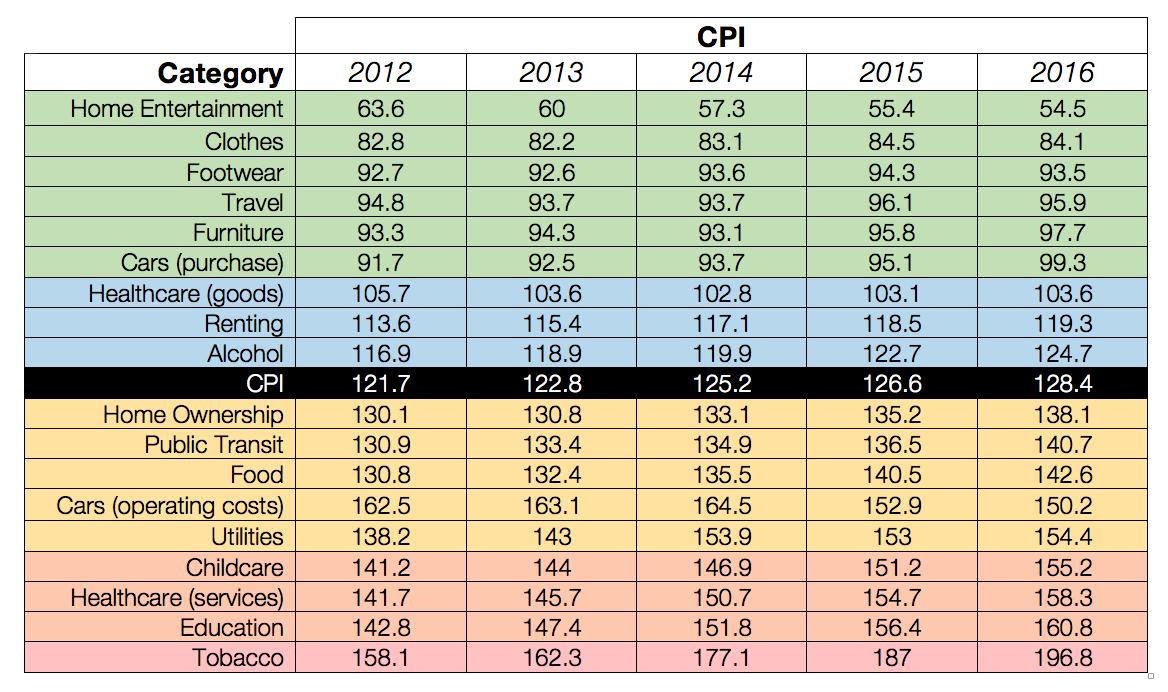 CPI
Category 2012 2013 2014 2015 2016
Home Entertainment 63.6 60 57.3 55.4 54.5
Clothes 82.8 82.2 83.1 84.5 84.1
Footwear 92.7 92.6 93.6 94.3 93.5
Travel 94.8 93.7 93.7 96.1 95.9
Furniture 93.3 94.3 93.1 95.8 97.7
Cars (purchase) 91.7 92.5 93.7 95.1 99.3
Healthcare (goods) 105.7 103.6 102.8 103.1 103.6
Renting 113.6 115.4 117.1 118.5 119.3
Alcohol 116.9 118.9 119.9 122.7 124.7
CPI 121.7 122.8 125.2 126.6 128.4
Home Ownership 130.1 130.8 133.1 135.2 138.1
Public Transit 130.9 133.4 134.9 136.5 140.7
Food 130.8 132.4 135.5 140.5 142.6
Cars (operating costs) 162.5 163.1 164.5 152.9 150.2
Utilities 138.2 143 153.9 153 154.4
Childcare 141.2 144 146.9 151.2 155.2
Healthcare (services) 141.7 145.7 150.7 154.7 158.3
Education 142.8 147.4 151.8 156.4 160.8
Tobacco 158.1 162.3 177.1 187 196.8